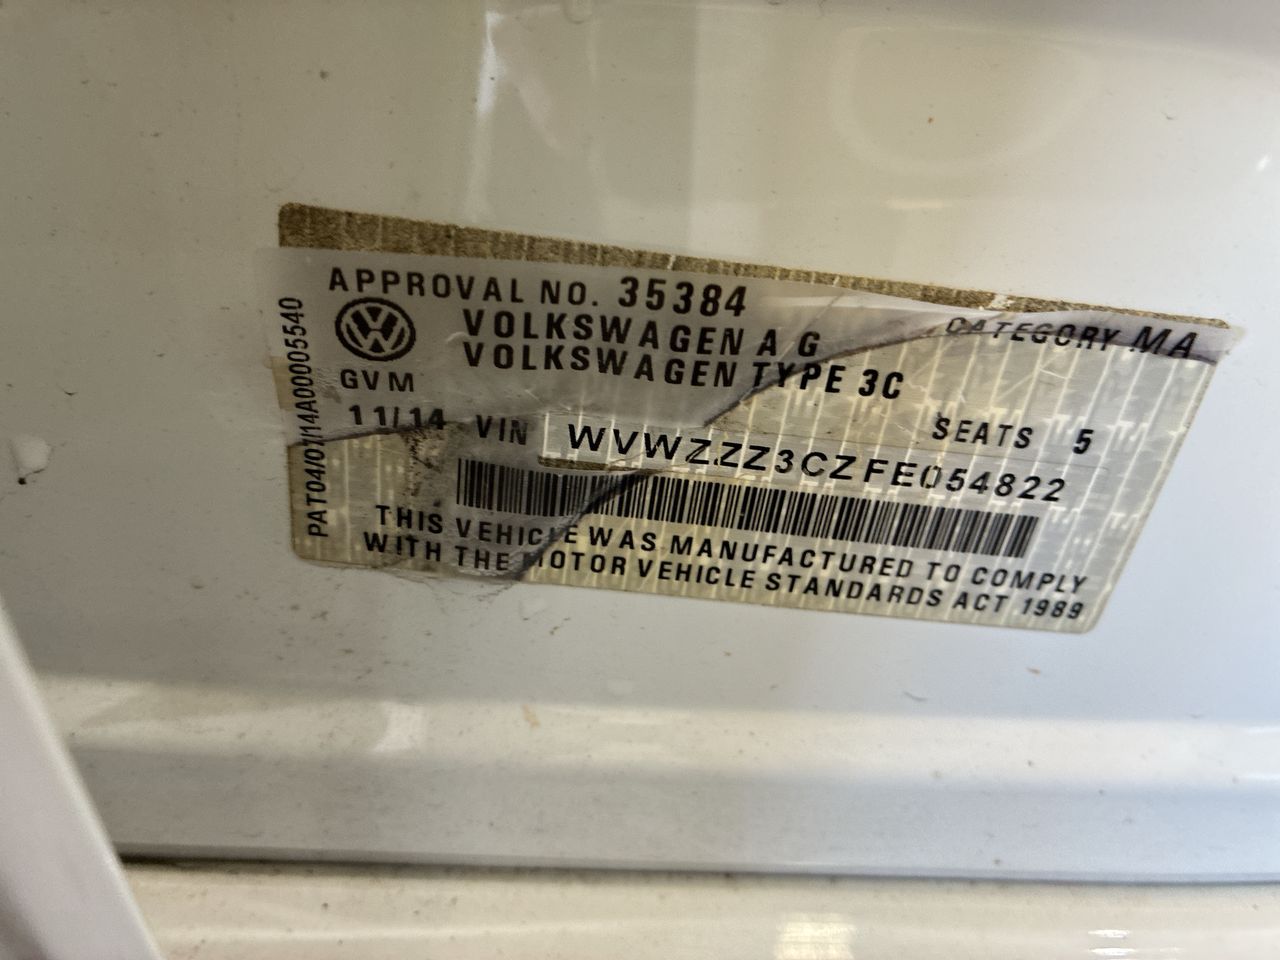 APPROVAL NO. 35384
CATEGORY MA
VOLKSWAGEN A G
VOLKSWAGEN TYPE 3C
GVM
SEATS 5
11/14 VIN WVWZZZ3CZFE054822
THIS VEHICLE WAS MANUFACTURED TO COMPLY
WITH THE MOTOR VEHICLE STANDARDS ACT 1989
PAT04/07/14A00005540